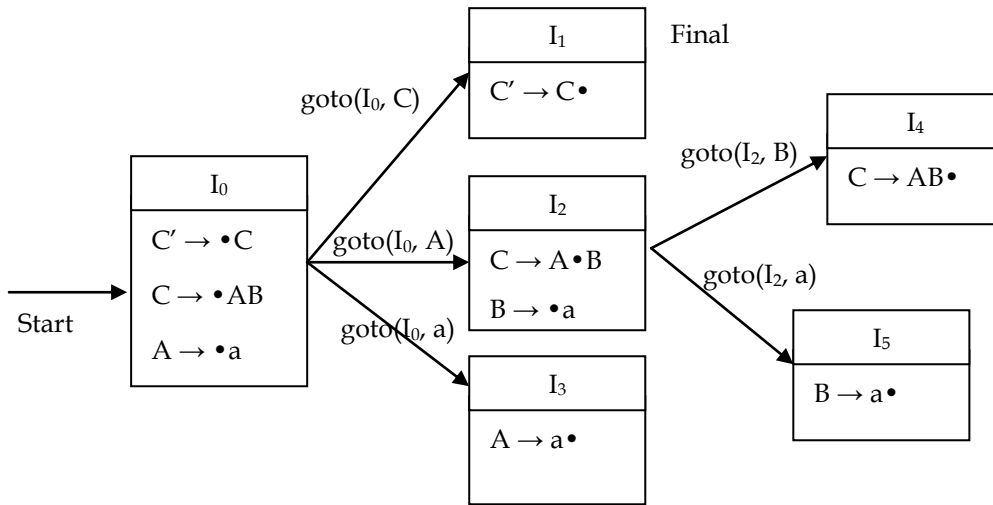 I₁
Final
C' → C•
goto(I₀, C)
I₄
goto(I₂, B)
C → AB•
I₀
C' → •C
C → •AB
A → •a
Start
goto(I₀, A)
I₂
C → A•B
B → •a
goto(I₂, a)
goto(I₀, a)
I₃
A → a•
I₅
B → a•